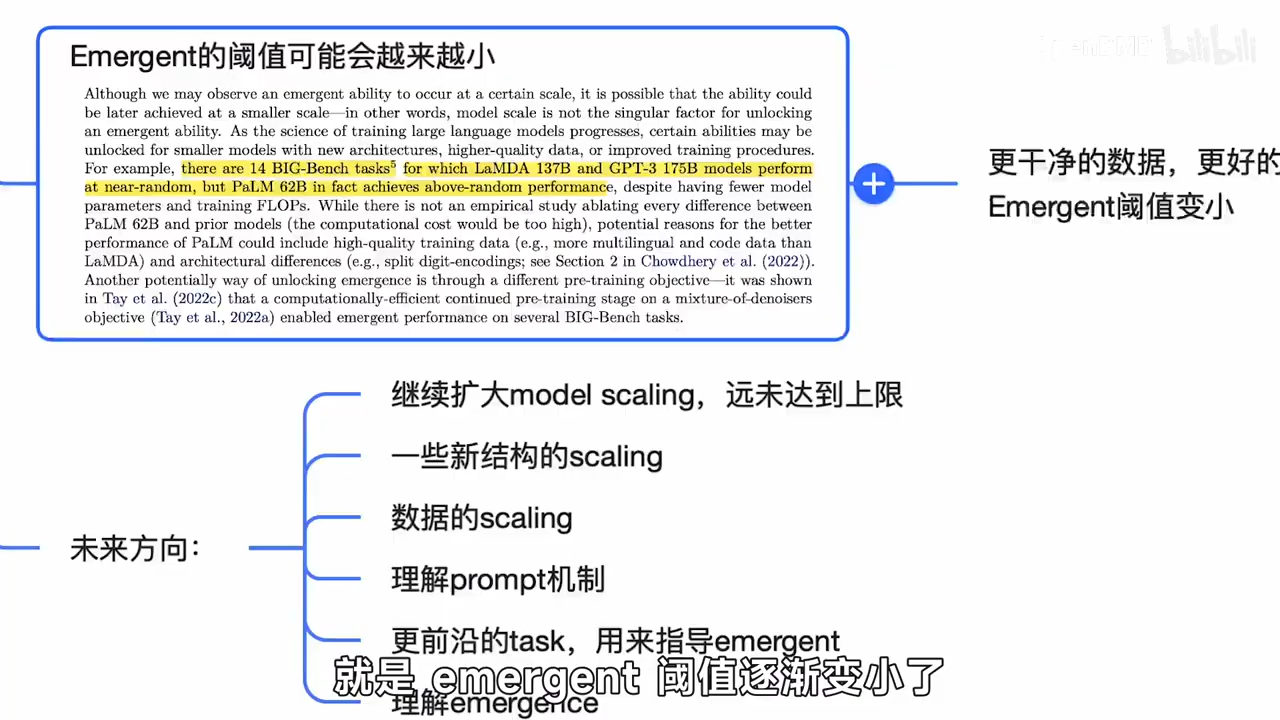 Emergent的阈值可能会越来越小
Although we may observe an emergent ability to occur at a certain scale, it is possible that the ability could
be later achieved at a smaller scale—in other words, model scale is not the singular factor for unlocking
an emergent ability. As the science of training large language models progresses, certain abilities may be
unlocked for smaller models with new architectures, higher-quality data, or improved training procedures.
For example, there are 14 BIG-Bench tasks⁵ for which LaMDA 137B and GPT-3 175B models perform
at near-random, but PaLM 62B in fact achieves above-random performance, despite having fewer model
parameters and training FLOPs. While there is not an empirical study ablating every difference between
PaLM 62B and prior models (the computational cost would be too high), potential reasons for the better
performance of PaLM could include high-quality training data (e.g., more multilingual and code data than
LaMDA) and architectural differences (e.g., split digit-encodings; see Section 2 in Chowdhery et al. (2022)).
Another potentially way of unlocking emergence is through a different pre-training objective—it was shown
in Tay et al. (2022c) that a computationally-efficient continued pre-training stage on a mixture-of-denoisers
objective (Tay et al., 2022a) enabled emergent performance on several BIG-Bench tasks.
更干净的数据，更好的
Emergent阈值变小
未来方向：
继续扩大model scaling，远未达到上限
一些新结构的scaling
数据的scaling
理解prompt机制
更前沿的task，用来指导emergent
理解emergence
就是 emergent 阈值逐渐变小了
bilibili